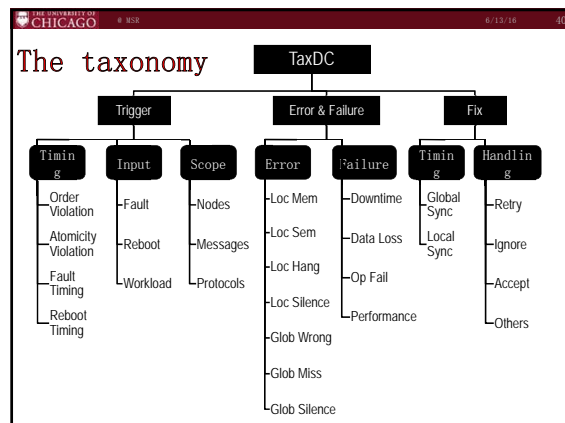 THE UNIVERSITY OF
CHICAGO
@ MSR
6/13/16
40
The taxonomy
TaxDC
Trigger
Error & Failure
Fix
Timin
g
Input
Scope
Error
Failure
Timin
g
Handlin
g
Order
Violation
Atomicity
Violation
Fault
Timing
Reboot
Timing
Fault
Reboot
Workload
Nodes
Messages
Protocols
Loc Mem
Loc Sem
Loc Hang
Loc Silence
Glob Wrong
Glob Miss
Glob Silence
Downtime
Data Loss
Op Fail
Performance
Global
Sync
Local
Sync
Retry
Ignore
Accept
Others